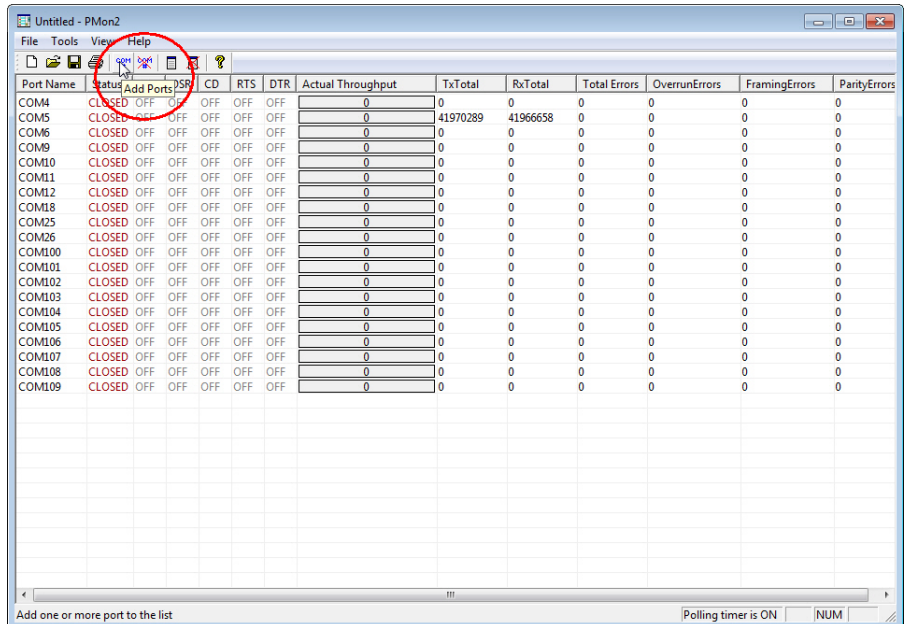 Untitled - PMon2
File Tools View Help
COM COM
Port Name Status DSR CD RTS DTR Actual Throughput TxTotal RxTotal Total Errors OverrunErrors FramingErrors ParityErrors
Add Ports
COM4 CLOSED OFF OFF OFF OFF OFF 0 0 0 0 0 0 0
COM5 CLOSED OFF OFF OFF OFF OFF 0 41970289 41966658 0 0 0 0
COM6 CLOSED OFF OFF OFF OFF OFF 0 0 0 0 0 0 0
COM9 CLOSED OFF OFF OFF OFF OFF 0 0 0 0 0 0 0
COM10 CLOSED OFF OFF OFF OFF OFF 0 0 0 0 0 0 0
COM11 CLOSED OFF OFF OFF OFF OFF 0 0 0 0 0 0 0
COM12 CLOSED OFF OFF OFF OFF OFF 0 0 0 0 0 0 0
COM18 CLOSED OFF OFF OFF OFF OFF 0 0 0 0 0 0 0
COM25 CLOSED OFF OFF OFF OFF OFF 0 0 0 0 0 0 0
COM26 CLOSED OFF OFF OFF OFF OFF 0 0 0 0 0 0 0
COM100 CLOSED OFF OFF OFF OFF OFF 0 0 0 0 0 0 0
COM101 CLOSED OFF OFF OFF OFF OFF 0 0 0 0 0 0 0
COM102 CLOSED OFF OFF OFF OFF OFF 0 0 0 0 0 0 0
COM103 CLOSED OFF OFF OFF OFF OFF 0 0 0 0 0 0 0
COM104 CLOSED OFF OFF OFF OFF OFF 0 0 0 0 0 0 0
COM105 CLOSED OFF OFF OFF OFF OFF 0 0 0 0 0 0 0
COM106 CLOSED OFF OFF OFF OFF OFF 0 0 0 0 0 0 0
COM107 CLOSED OFF OFF OFF OFF OFF 0 0 0 0 0 0 0
COM108 CLOSED OFF OFF OFF OFF OFF 0 0 0 0 0 0 0
COM109 CLOSED OFF OFF OFF OFF OFF 0 0 0 0 0 0 0
Add one or more port to the list Polling timer is ON NUM